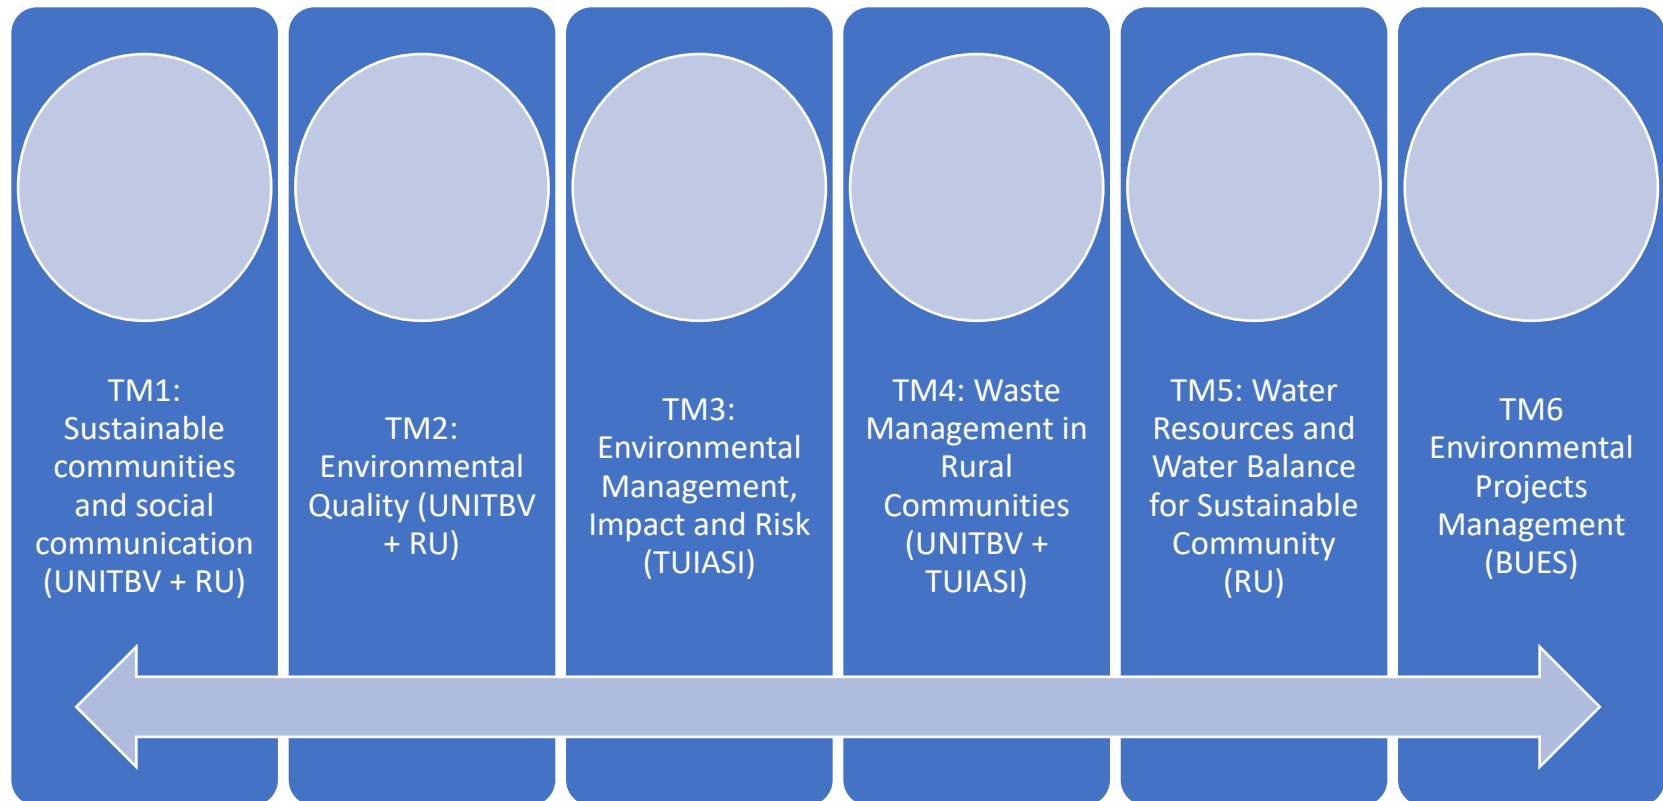 TM1:
Sustainable
communities
and social
communication
(UNITBV + RU)
TM2:
Environmental
Quality (UNITBV
+ RU)
TM3:
Environmental
Management,
Impact and Risk
(TUIASI)
TM4: Waste
Management in
Rural
Communities
(UNITBV +
TUIASI)
TM5: Water
Resources and
Water Balance
for Sustainable
Community
(RU)
TM6
Environmental
Projects
Management
(BUES)